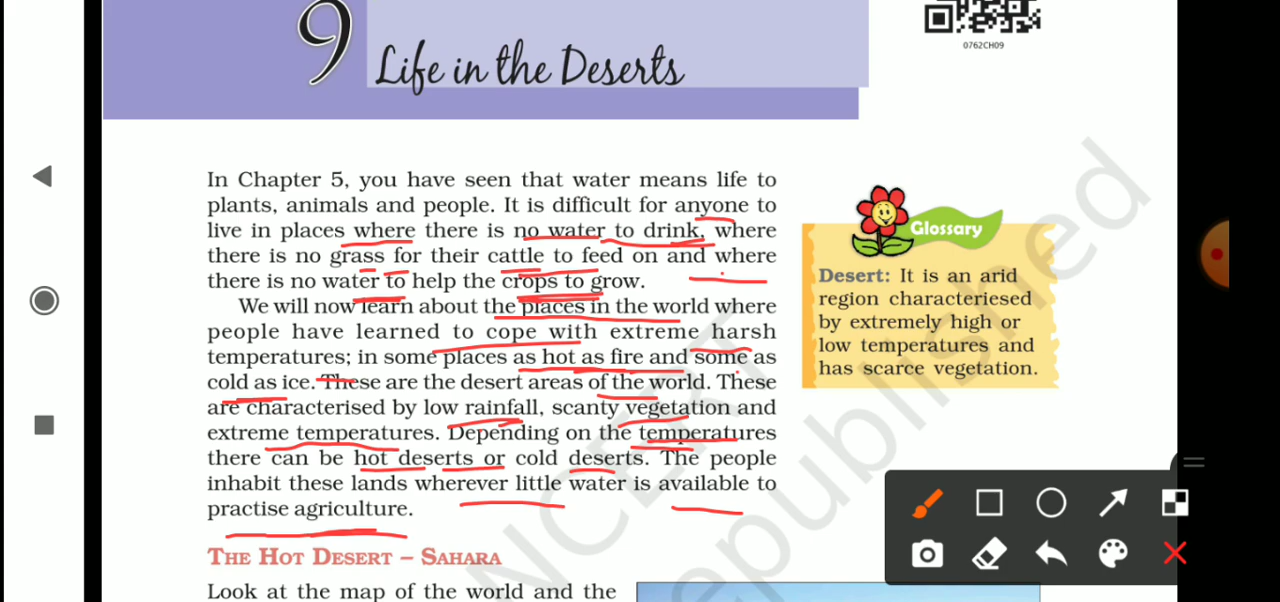 9
Life in the Deserts
0762CH09
In Chapter 5, you have seen that water means life to
plants, animals and people. It is difficult for anyone to
live in places where there is no water to drink, where
there is no grass for their cattle to feed on and where
there is no water to help the crops to grow.
We will now learn about the places in the world where
people have learned to cope with extreme harsh
temperatures; in some places as hot as fire and some as
cold as ice. These are the desert areas of the world. These
are characterised by low rainfall, scanty vegetation and
extreme temperatures. Depending on the temperatures
there can be hot deserts or cold deserts. The people
inhabit these lands wherever little water is available to
practise agriculture.
THE HOT DESERT – SAHARA
Look at the map of the world and the
Glossary
Desert: It is an arid
region characteriesed
by extremely high or
low temperatures and
has scarce vegetation.
NCERT
republished